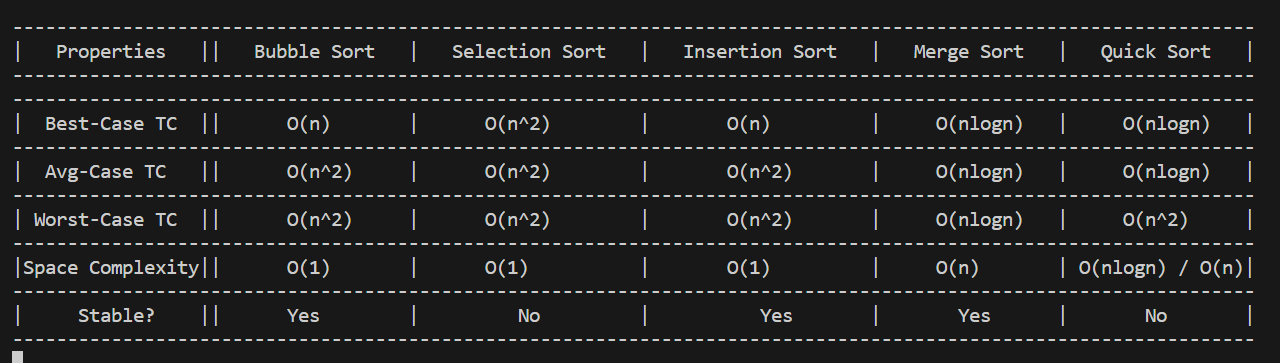 | Properties || Bubble Sort | Selection Sort | Insertion Sort | Merge Sort | Quick Sort |
| Best-Case TC || O(n) | O(n^2) | O(n) | O(nlogn) | O(nlogn) |
| Avg-Case TC || O(n^2) | O(n^2) | O(n^2) | O(nlogn) | O(nlogn) |
| Worst-Case TC || O(n^2) | O(n^2) | O(n^2) | O(nlogn) | O(n^2) |
|Space Complexity|| O(1) | O(1) | O(1) | O(n) | O(nlogn) / O(n)|
| Stable? || Yes | No | Yes | Yes | No |